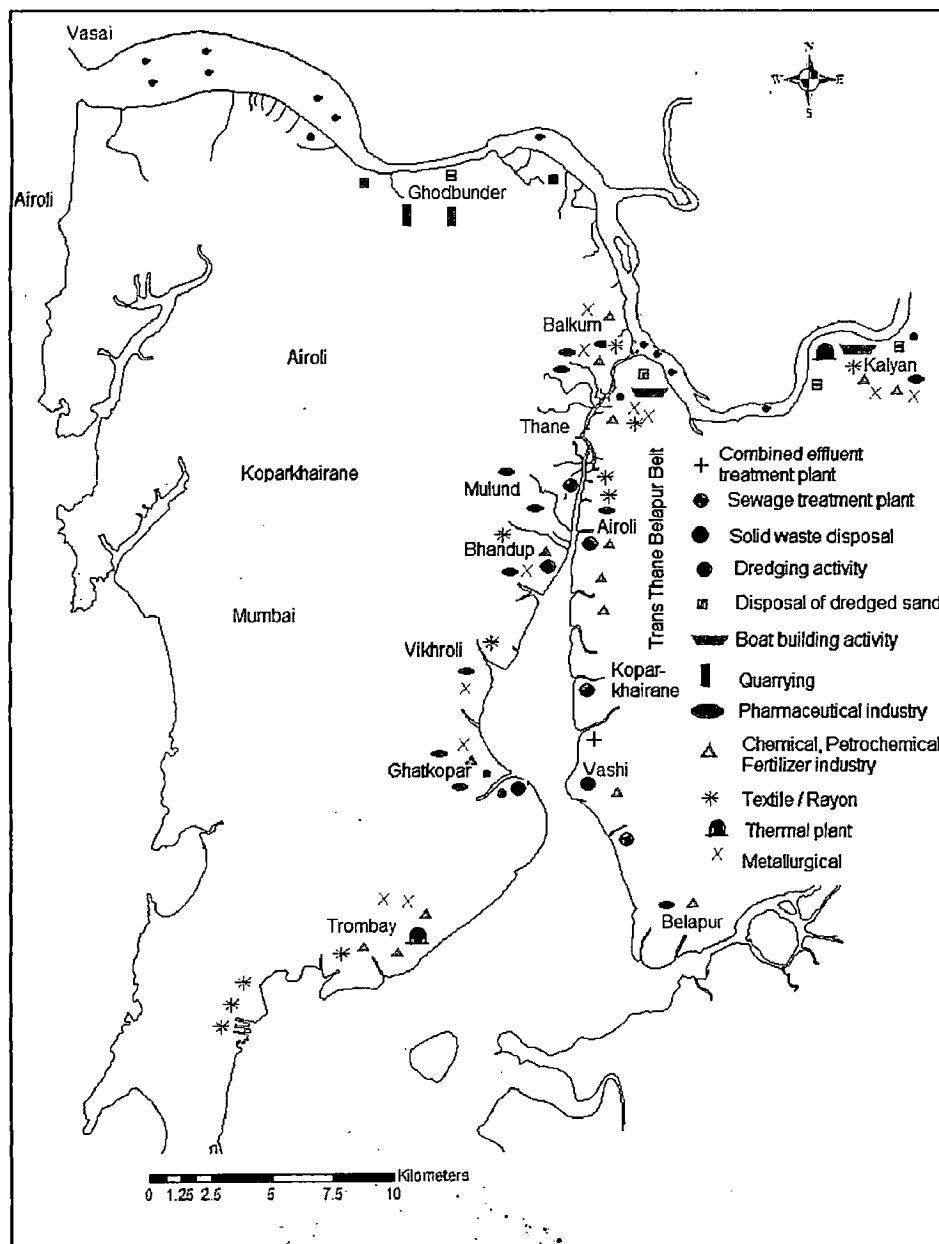 Vasai
N
W E
S
Airoli
Ghodbunder
Airoli
Balkum
Kalyan
Thane
Koparkhairane
Mulund
Airoli
Bhandup
Trans Thane Belapur Belt
Mumbai
Vikhroli
Kopar-
khairane
Ghatkopar
Vashi
Trombay
Belapur
Combined effluent
treatment plant
Sewage treatment plant
Solid waste disposal
Dredging activity
Disposal of dredged sand
Boat building activity
Quarrying
Pharmaceutical industry
Chemical, Petrochemical
Fertilizer industry
Textile / Rayon
Thermal plant
Metallurgical
Kilometers
0 1.25 2.5 5 7.5 10